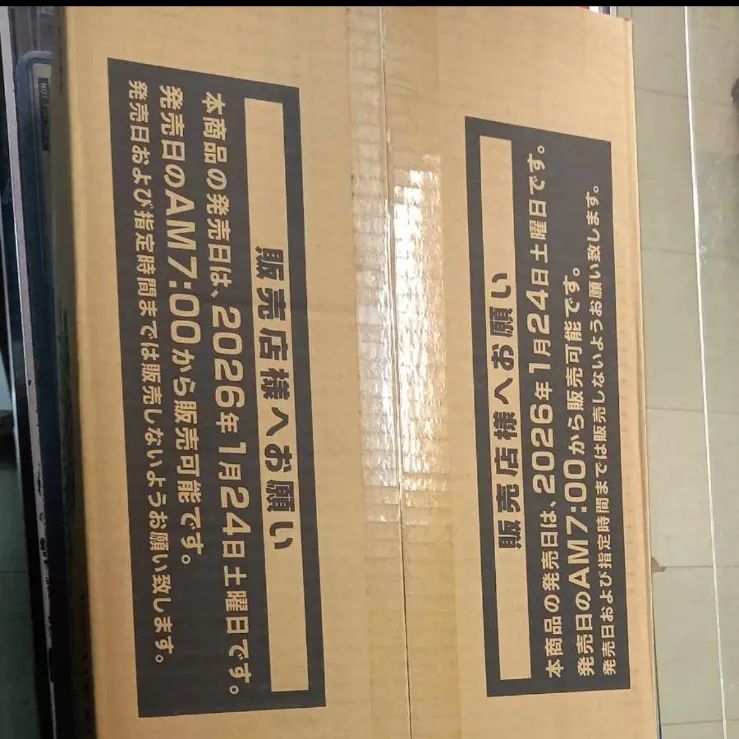 販売店様へお願い
本商品の発売日は、2026年1月24日土曜日です。
発売日のAM7:00から販売可能です。
発売日および指定時間までは販売しないようお願い致します。
販売店様へお願い
本商品の発売日は、2026年1月24日土曜日です。
発売日のAM7:00から販売可能です。
発売日および指定時間までは販売しないようお願い致します。